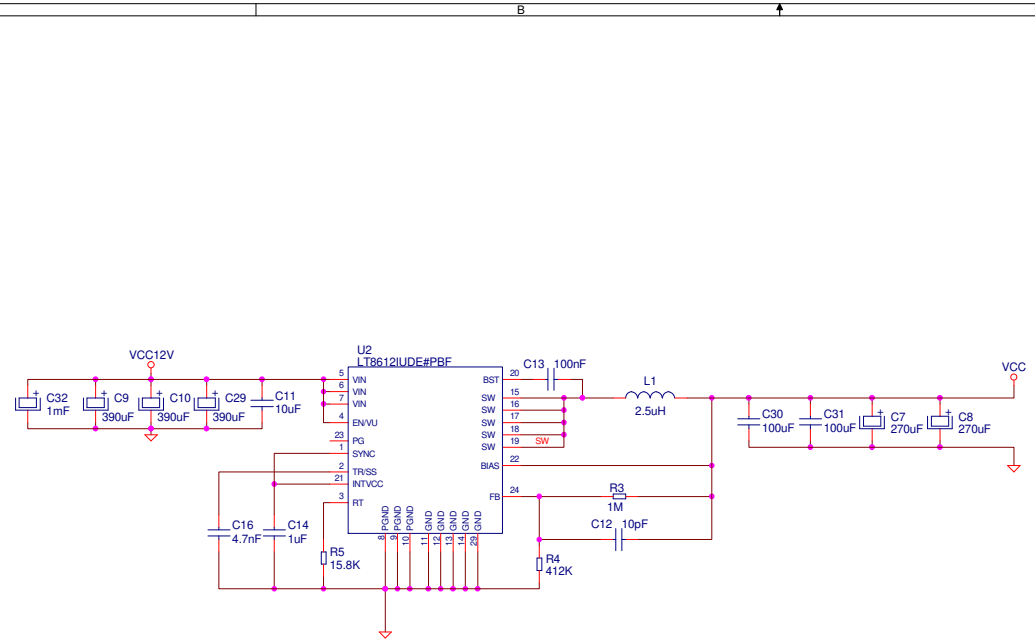 B
U2
LT8612IUDE#PBF
VCC12V
C13 100nF
VCC
L1
2.5uH
C32
1mF
C9
390uF
C10
390uF
C29
390uF
C11
10uF
5 VIN
6 VIN
7 VIN
4 EN/VU
23 PG
1 SYNC
2 TR/SS
21 INTVCC
3 RT
BST 20
SW 15
SW 16
SW 17
SW 18
SW 19 SW
BIAS 22
FB 24
PGND 8
PGND 9
PGND 10
GND 11
GND 12
GND 13
GND 14
GND 29
C30
100uF
C31
100uF
C7
270uF
C8
270uF
R3
1M
C12 10pF
C16
4.7nF
C14
1uF
R5
15.8K
R4
412K